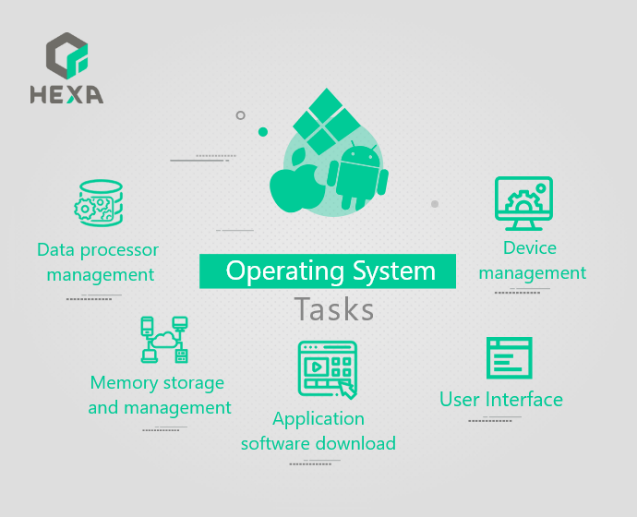 HEXA
Operating System
Tasks
Data processor
management
Memory storage
and management
Application
software download
User Interface
Device
management